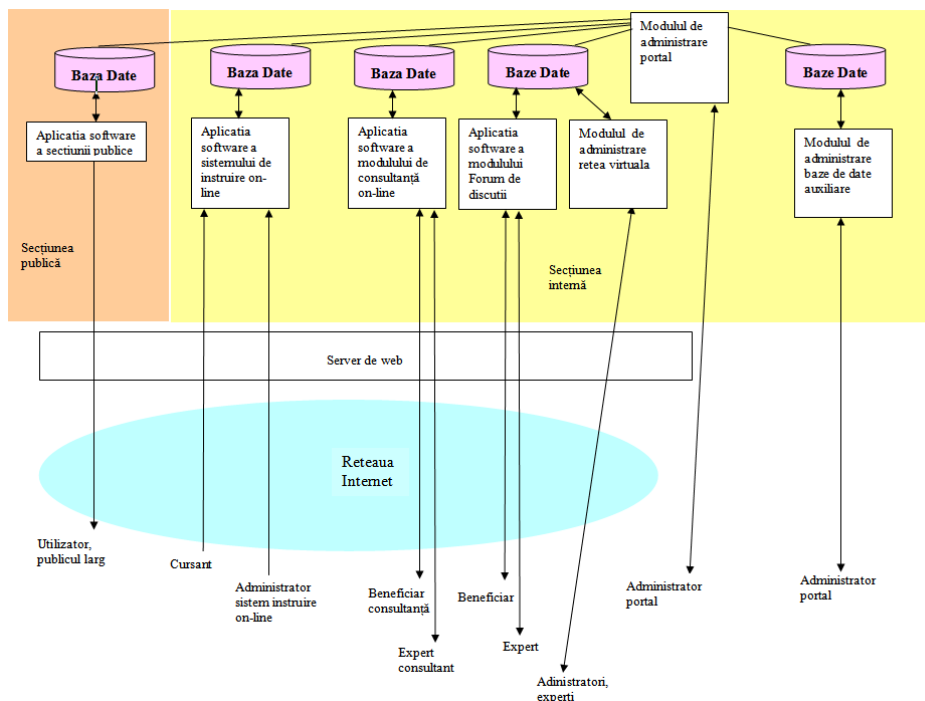 Modulul de
administrare
portal
Baza Date
Baza Date
Baza Date
Baze Date
Baze Date
Aplicatia software
a sectiunii publice
Aplicatia
software a
sistemului de
instruire on-
line
Aplicatia
software a
modulului de
consultanță
on-line
Aplicatia
software a
modulului
Forum de
discutii
Modulul de
administrare
retea virtuala
Modulul de
administrare
baze de date
auxiliare
Secțiunea
publică
Secțiunea
internă
Server de web
Reteaua
Internet
Utilizator,
publicul larg
Cursant
Administrator
sistem instruire
on-line
Beneficiar
consultanță
Expert
consultant
Beneficiar
Expert
Adinistratori,
experti
Administrator
portal
Administrator
portal